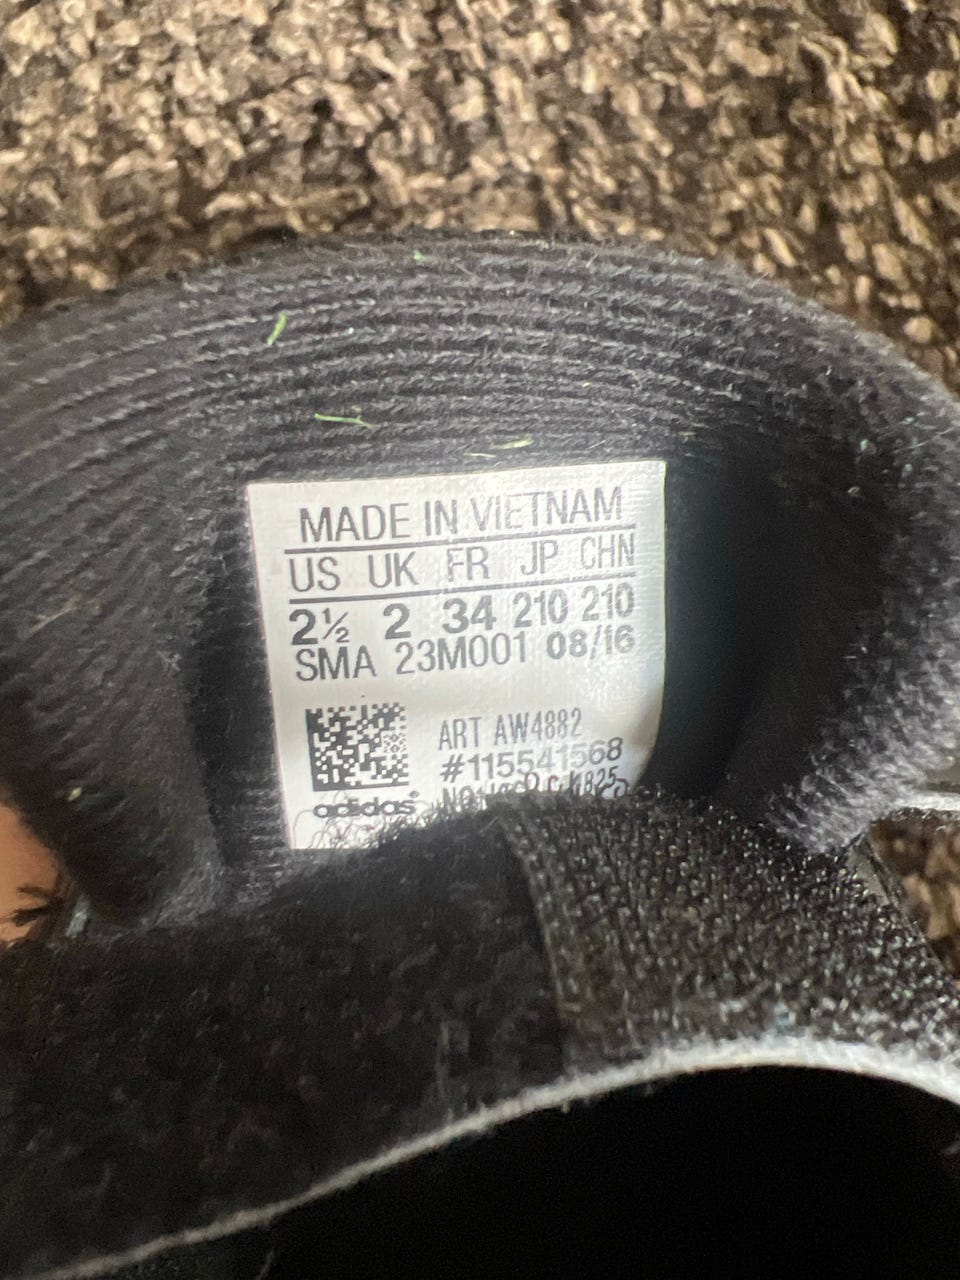 MADE IN VIETNAM
US UK FR JP CHN
2½ 2 34 210 210
SMA 23M001 08/16
ART AW4882
#115541568
adidas